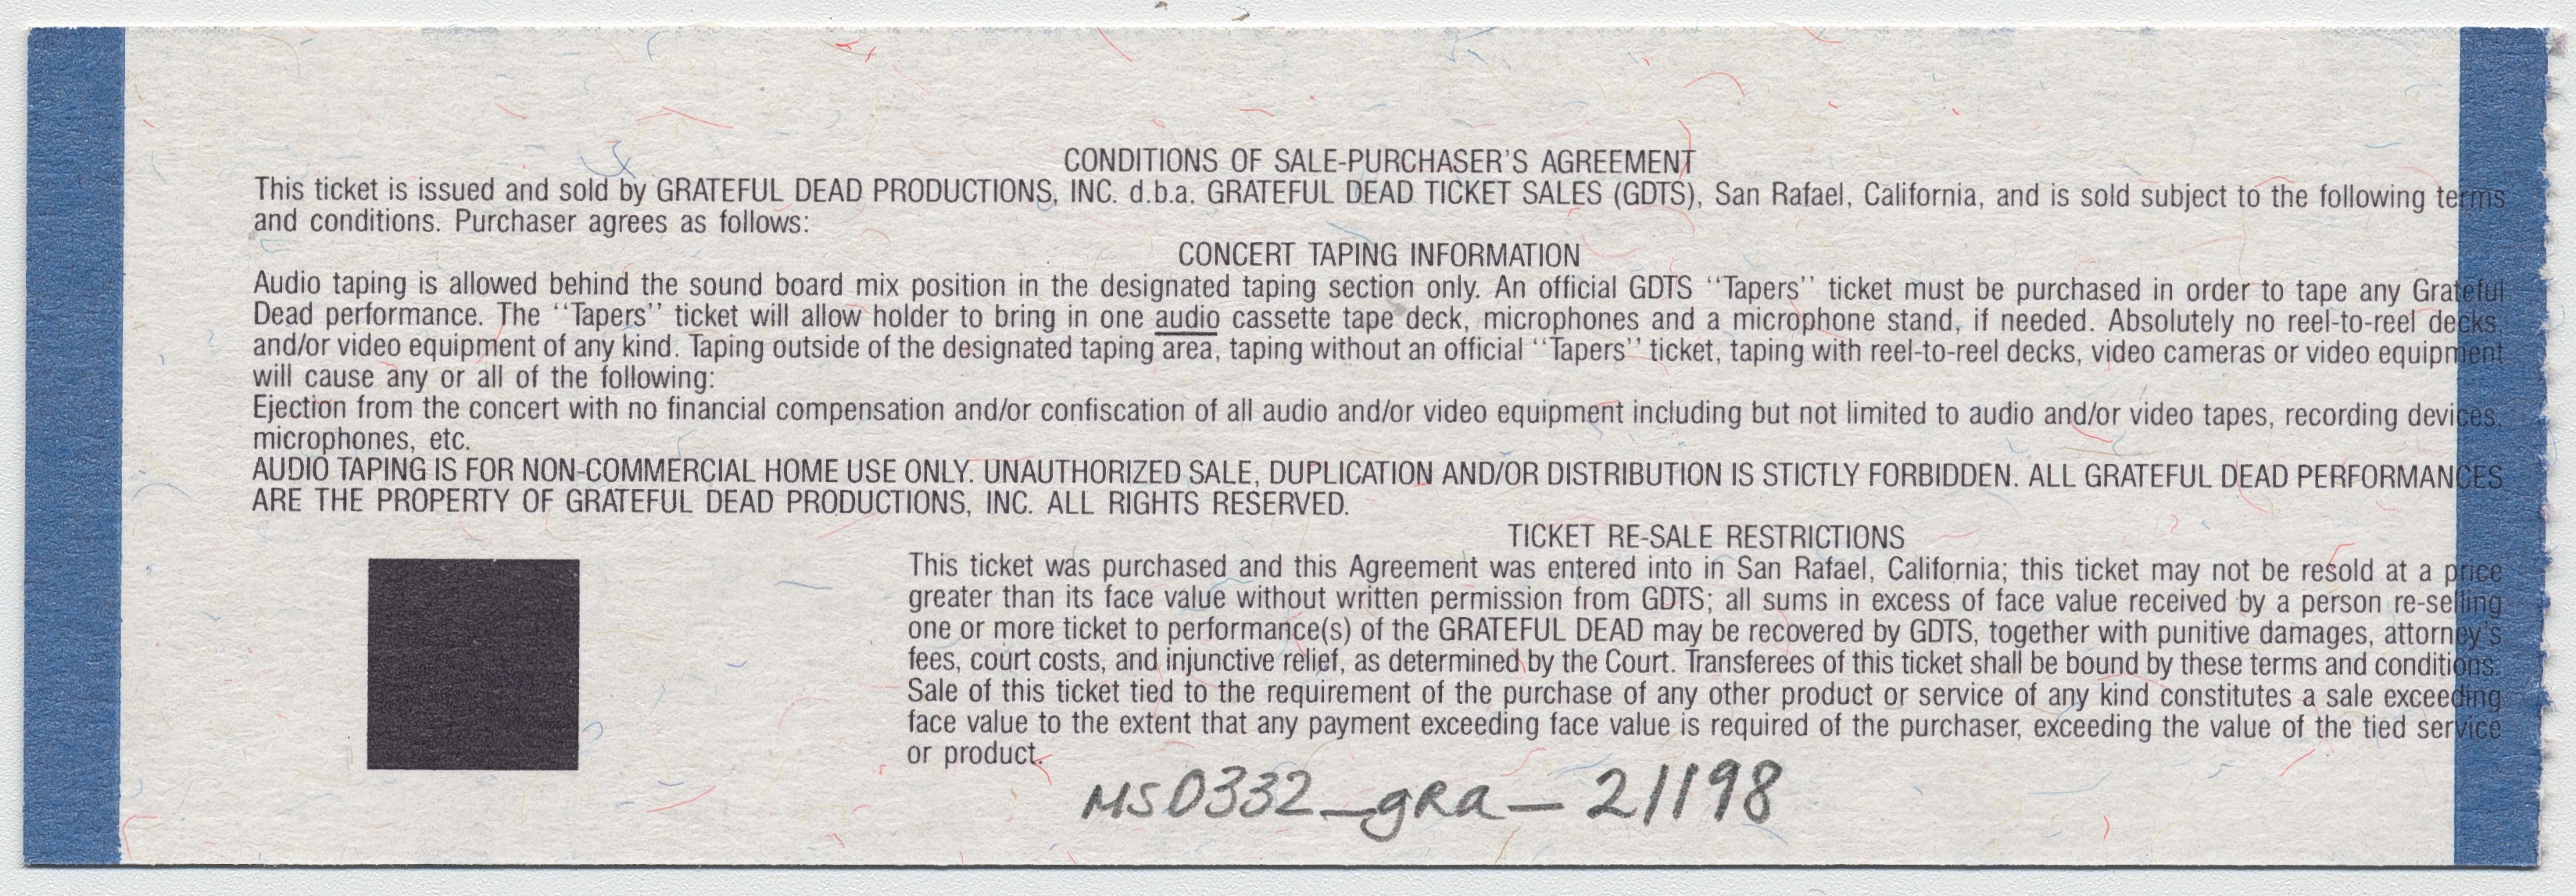 CONDITIONS OF SALE-PURCHASER'S AGREEMENT
This ticket is issued and sold by GRATEFUL DEAD PRODUCTIONS, INC. d.b.a. GRATEFUL DEAD TICKET SALES (GDTS), San Rafael, California, and is sold subject to the following terms
and conditions. Purchaser agrees as follows:
CONCERT TAPING INFORMATION
Audio taping is allowed behind the sound board mix position in the designated taping section only. An official GDTS ‘‘Tapers’’ ticket must be purchased in order to tape any Grateful
Dead performance. The ‘‘Tapers’’ ticket will allow holder to bring in one audio cassette tape deck, microphones and a microphone stand, if needed. Absolutely no reel-to-reel decks,
and/or video equipment of any kind. Taping outside of the designated taping area, taping without an official ‘‘Tapers’’ ticket, taping with reel-to-reel decks, video cameras or video equipment
will cause any or all of the following:
Ejection from the concert with no financial compensation and/or confiscation of all audio and/or video equipment including but not limited to audio and/or video tapes, recording devices,
microphones, etc.
AUDIO TAPING IS FOR NON-COMMERCIAL HOME USE ONLY. UNAUTHORIZED SALE, DUPLICATION AND/OR DISTRIBUTION IS STICTLY FORBIDDEN. ALL GRATEFUL DEAD PERFORMANCES
ARE THE PROPERTY OF GRATEFUL DEAD PRODUCTIONS, INC. ALL RIGHTS RESERVED.
TICKET RE-SALE RESTRICTIONS
This ticket was purchased and this Agreement was entered into in San Rafael, California; this ticket may not be resold at a price
greater than its face value without written permission from GDTS; all sums in excess of face value received by a person re-selling
one or more ticket to performance(s) of the GRATEFUL DEAD may be recovered by GDTS, together with punitive damages, attorney's
fees, court costs, and injunctive relief, as determined by the Court. Transferees of this ticket shall be bound by these terms and conditions.
Sale of this ticket tied to the requirement of the purchase of any other product or service of any kind constitutes a sale exceeding
face value to the extent that any payment exceeding face value is required of the purchaser, exceeding the value of the tied service
or product.
MS0332_gRa_21198